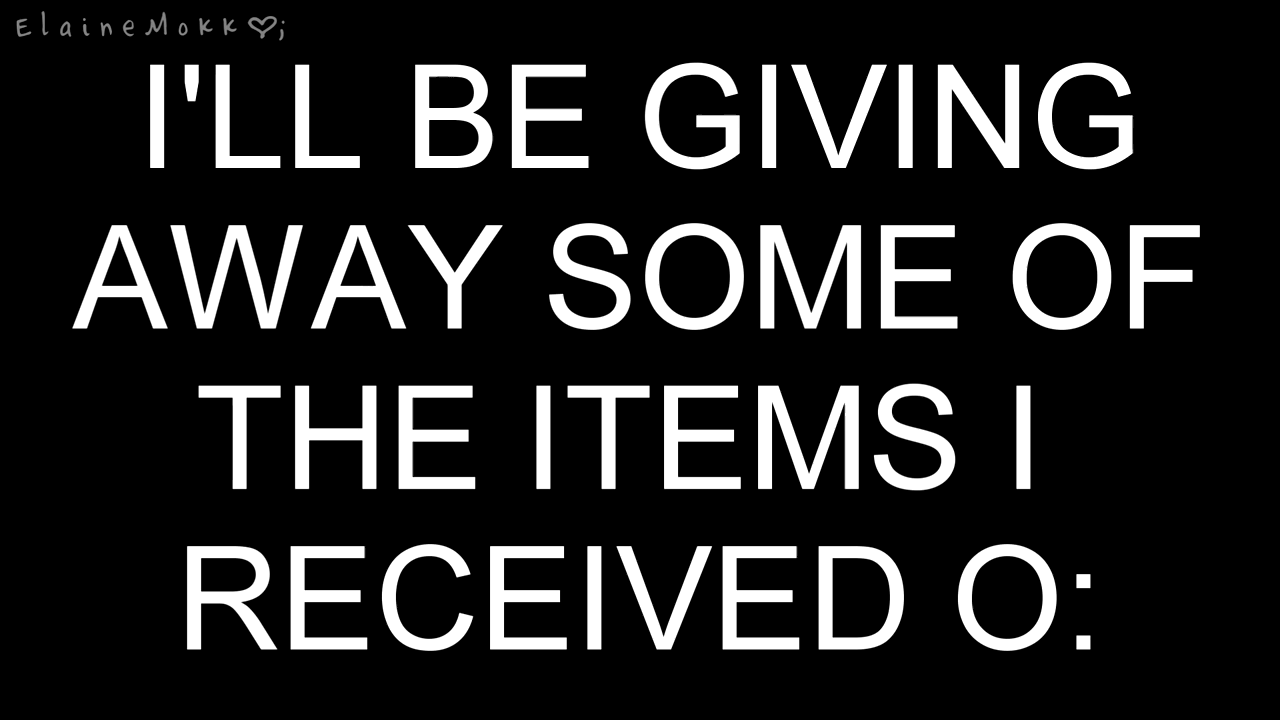 ElaineMokk♡;
I'LL BE GIVING
AWAY SOME OF
THE ITEMS I
RECEIVED O: